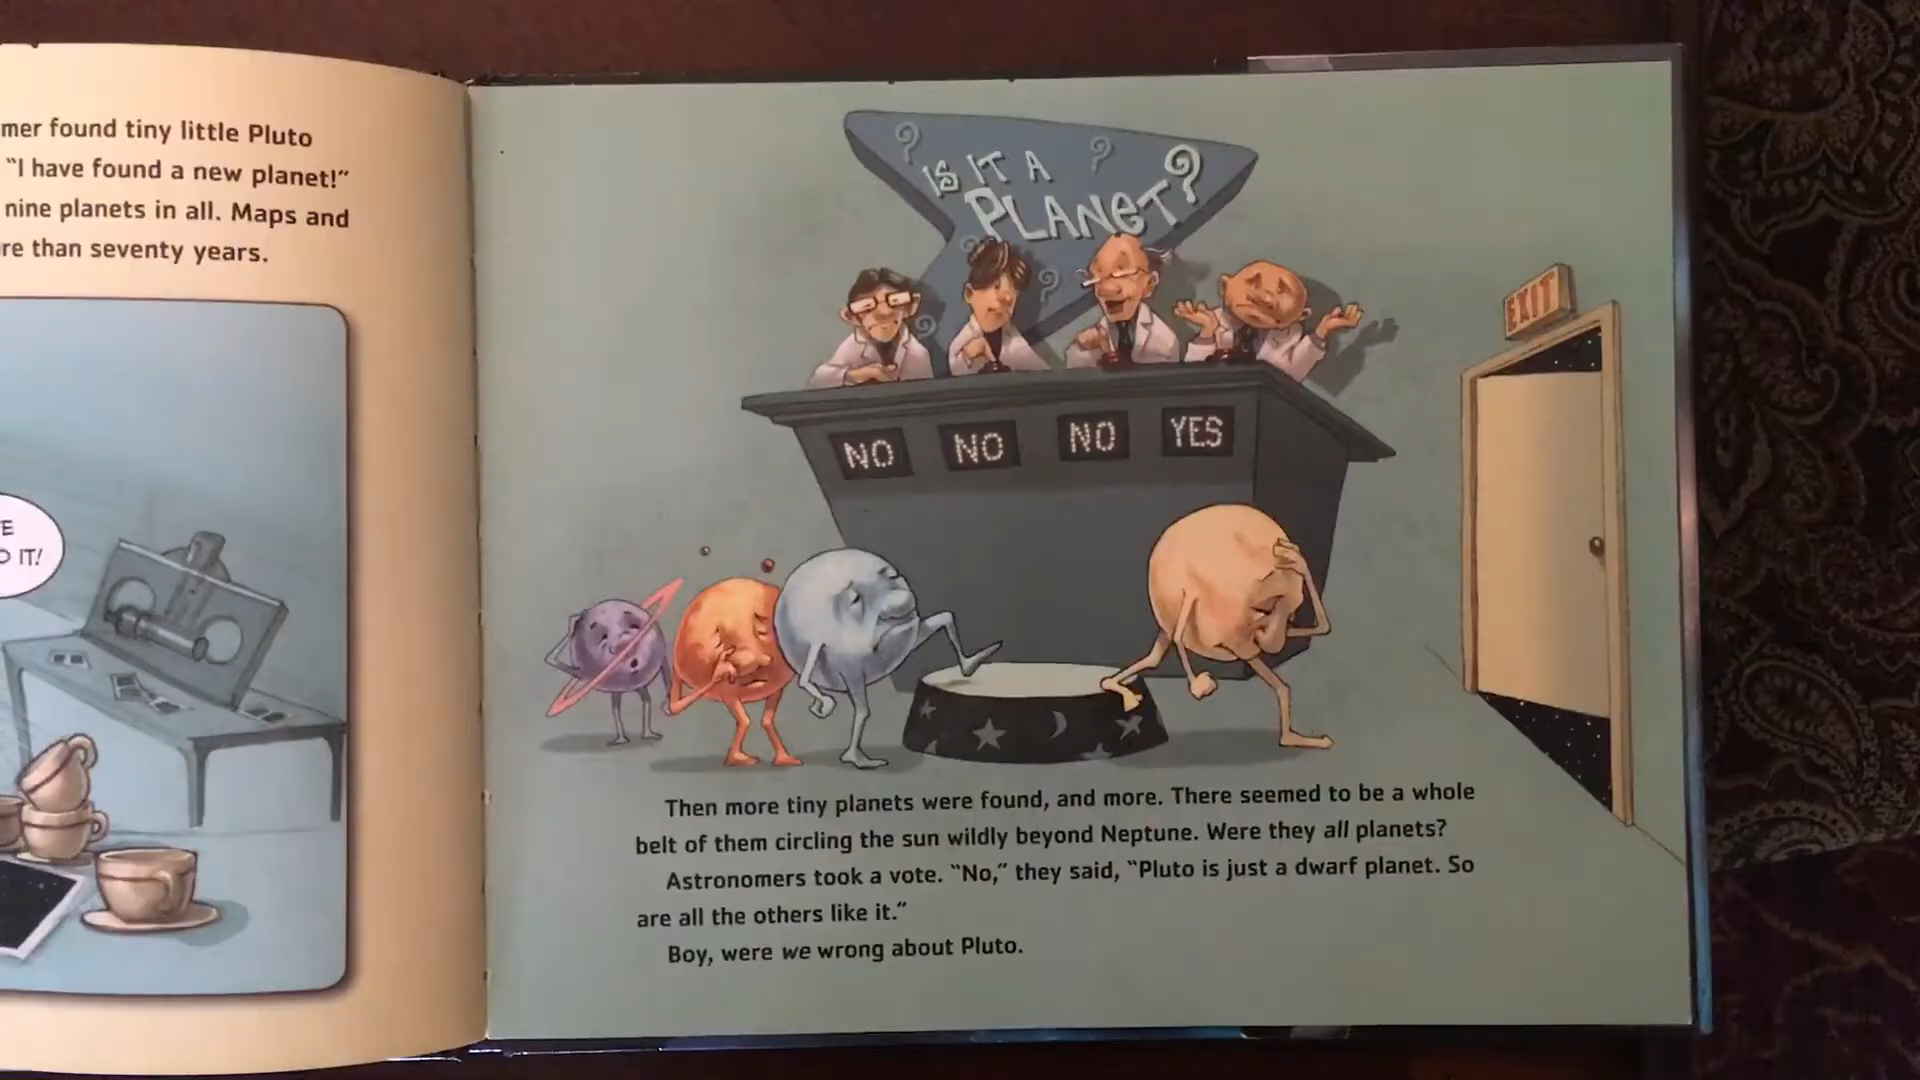 mer found tiny little Pluto
"I have found a new planet!"
nine planets in all. Maps and
re than seventy years.
E
O IT!
IS IT A
PLANET?
EXIT
NO NO NO YES
Then more tiny planets were found, and more. There seemed to be a whole
belt of them circling the sun wildly beyond Neptune. Were they all planets?
Astronomers took a vote. "No," they said, "Pluto is just a dwarf planet. So
are all the others like it."
Boy, were we wrong about Pluto.